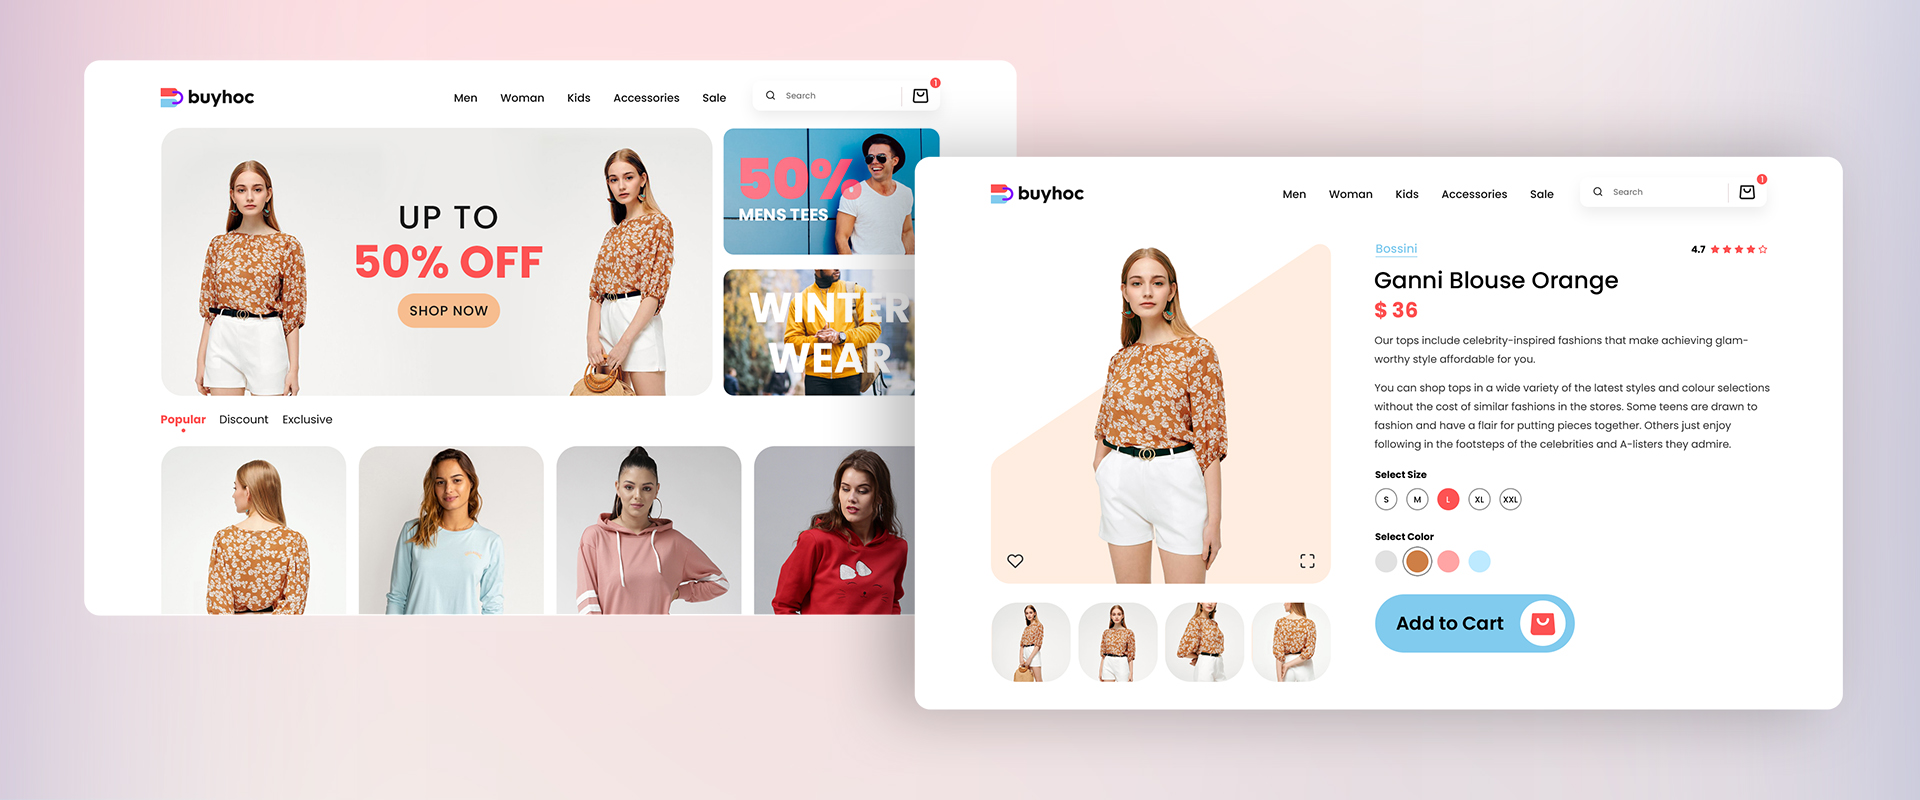 buyhoc
Men Woman Kids Accessories Sale
Search
1
UP TO
50% OFF
SHOP NOW
50%
MENS TEES
WINTER
WEAR
Popular Discount Exclusive
buyhoc
Men Woman Kids Accessories Sale
Search
1
Bossini
4.7
Ganni Blouse Orange
$ 36
Our tops include celebrity-inspired fashions that make achieving glam-
worthy style affordable for you.
You can shop tops in a wide variety of the latest styles and colour selections
without the cost of similar fashions in the stores. Some teens are drawn to
fashion and have a flair for putting pieces together. Others just enjoy
following in the footsteps of the celebrities and A-listers they admire.
Select Size
S M L XL XXL
Select Color
Add to Cart